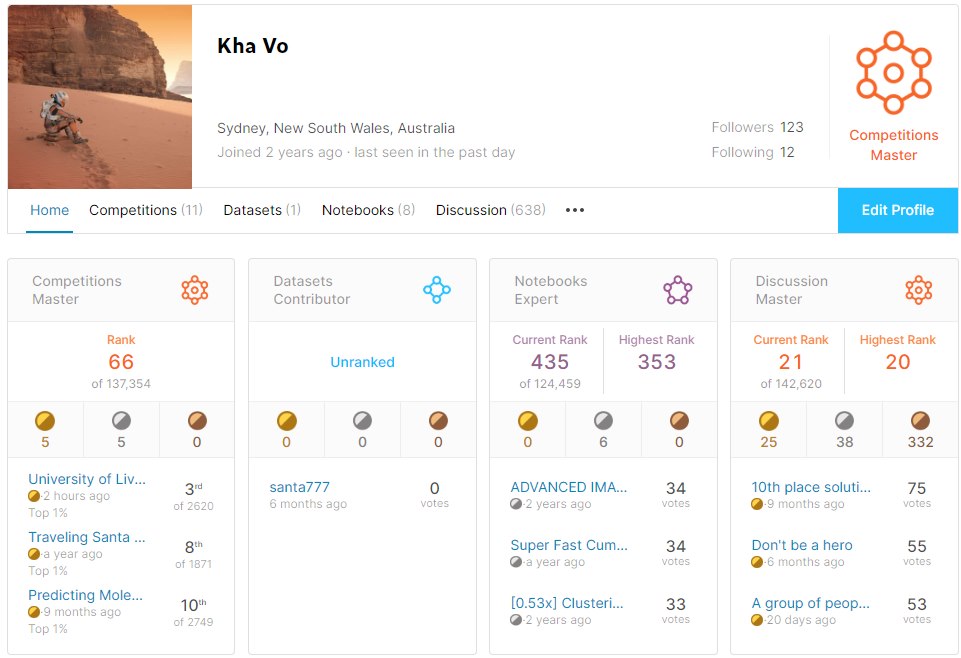 Kha Vo
Sydney, New South Wales, Australia
Joined 2 years ago · last seen in the past day
Followers 123
Following 12
Competitions
Master
Home Competitions (11) Datasets (1) Notebooks (8) Discussion (638) •••
Edit Profile
Competitions
Master
Rank
66
of 137,354
5 5 0
University of Liv...
·2 hours ago
Top 1%
3rd
of 2620
Traveling Santa ...
·a year ago
Top 1%
8th
of 1871
Predicting Mole...
·9 months ago
Top 1%
10th
of 2749
Datasets
Contributor
Unranked
0 0 0
santa777
6 months ago
0
votes
Notebooks
Expert
Current Rank
435
of 124,459
Highest Rank
353
0 6 0
ADVANCED IMA...
·2 years ago
34
votes
Super Fast Cum...
·a year ago
34
votes
[0.53x] Clusteri...
·2 years ago
33
votes
Discussion
Master
Current Rank
21
of 142,620
Highest Rank
20
25 38 332
10th place soluti...
·9 months ago
75
votes
Don't be a hero
·6 months ago
55
votes
A group of peop...
·20 days ago
53
votes